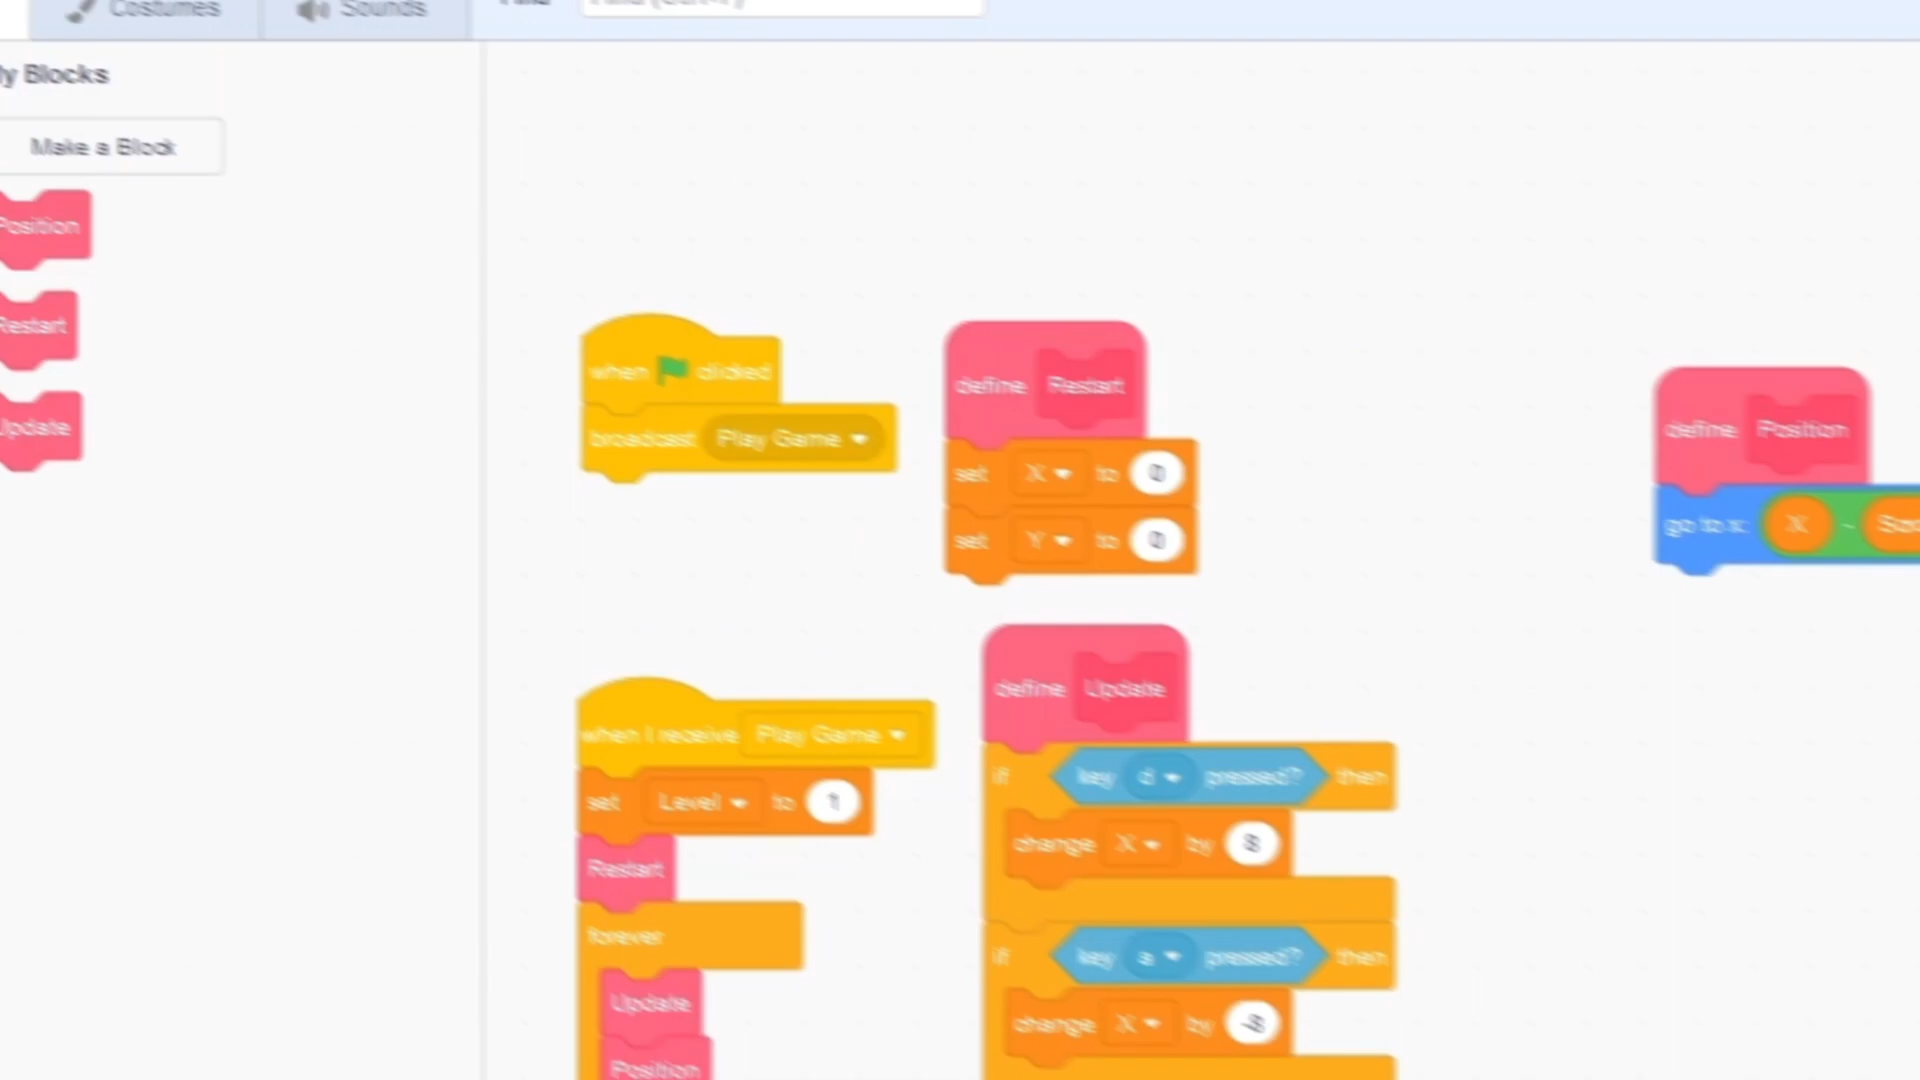 Costumes
Sounds
y Blocks
Make a Block
Position
Restart
Update
when clicked
broadcast Play Game
define Restart
set X to 0
set Y to 0
define Position
go to x: X -
when I receive Play Game
set Level to 1
Restart
forever
Update
Position
define Update
if key d pressed? then
change X by 8
if key a pressed? then
change X by -8